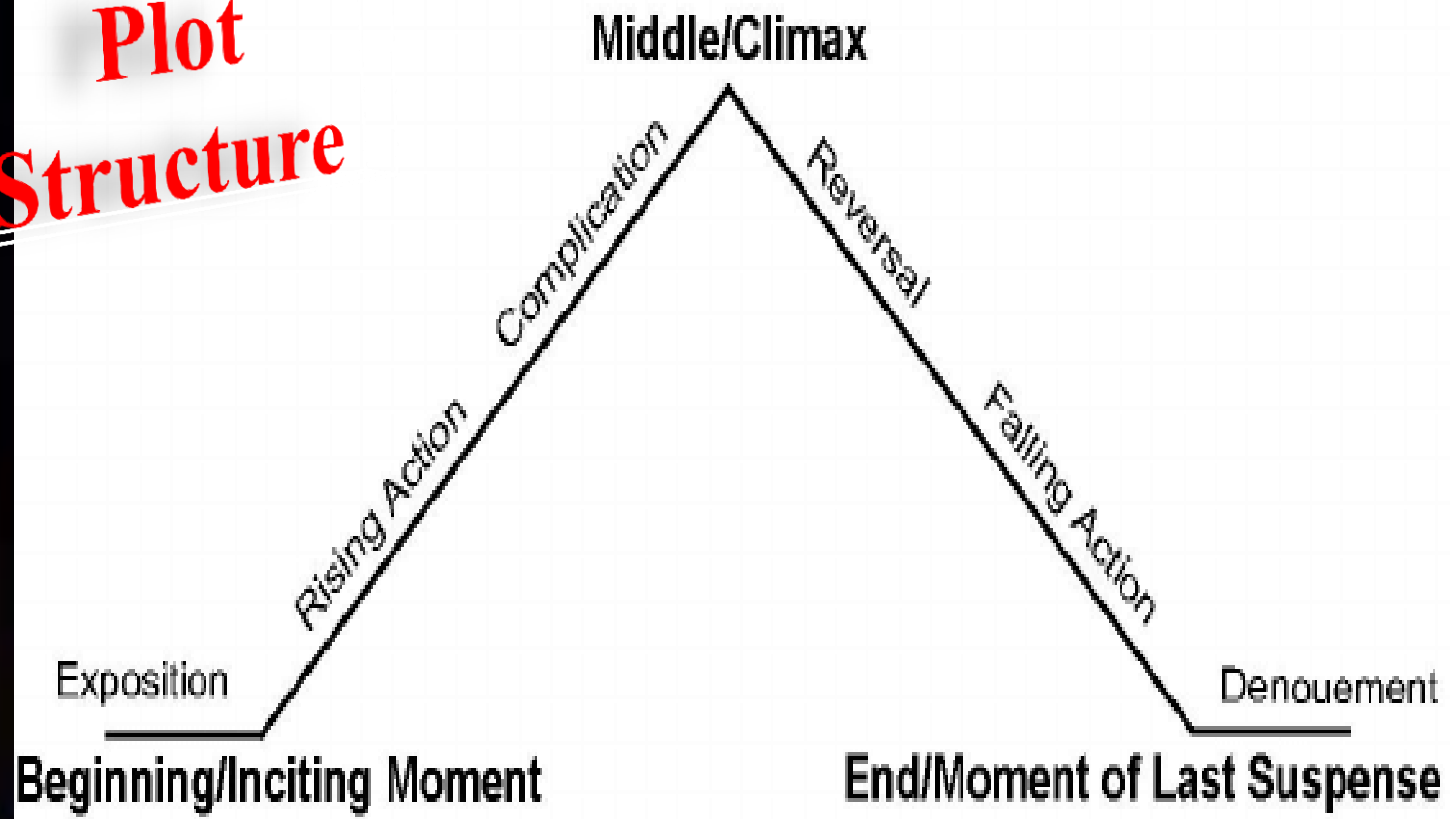 Plot
Structure
Middle/Climax
Complication
Reversal
Rising Action
Falling Action
Exposition
Denouement
Beginning/Inciting Moment
End/Moment of Last Suspense